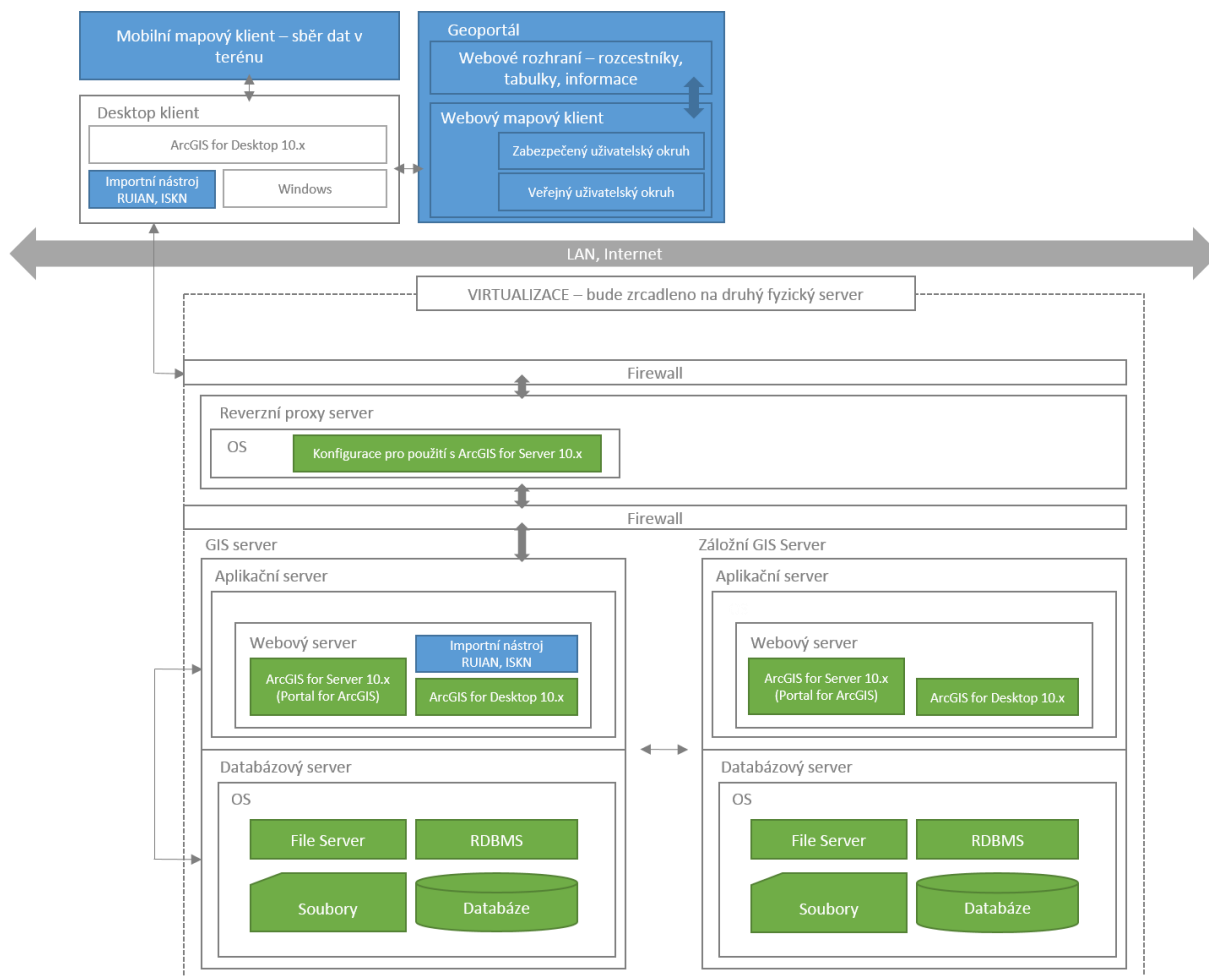 Mobilní mapový klient – sběr dat v
terénu
Geoportál
Webové rozhraní – rozcestníky,
tabulky, informace
Desktop klient
ArcGIS for Desktop 10.x
Importní nástroj
RUIAN, ISKN
Windows
Webový mapový klient
Zabezpečený uživatelský okruh
Veřejný uživatelský okruh
LAN, Internet
VIRTUALIZACE – bude zrcadleno na druhý fyzický server
Firewall
Reverzní proxy server
OS
Konfigurace pro použití s ArcGIS for Server 10.x
Firewall
GIS server
Aplikační server
Webový server
Importní nástroj
RUIAN, ISKN
ArcGIS for Server 10.x
(Portal for ArcGIS)
ArcGIS for Desktop 10.x
Databázový server
OS
File Server
RDBMS
Soubory
Databáze
Záložní GIS Server
Aplikační server
Webový server
ArcGIS for Server 10.x
(Portal for ArcGIS)
ArcGIS for Desktop 10.x
Databázový server
OS
File Server
RDBMS
Soubory
Databáze